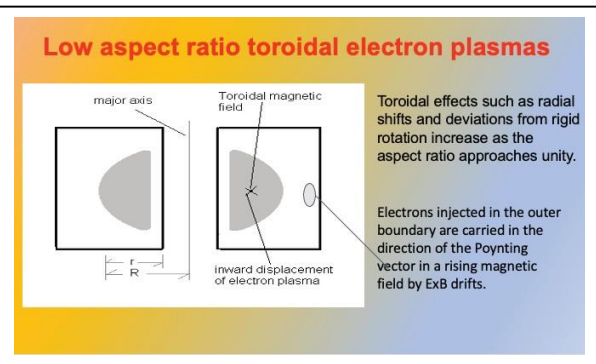 Low aspect ratio toroidal electron plasmas
major axis
Toroidal magnetic
field
r
R
inward displacement
of electron plasma
Toroidal effects such as radial
shifts and deviations from rigid
rotation increase as the
aspect ratio approaches unity.
Electrons injected in the outer
boundary are carried in the
direction of the Poynting
vector in a rising magnetic
field by ExB drifts.